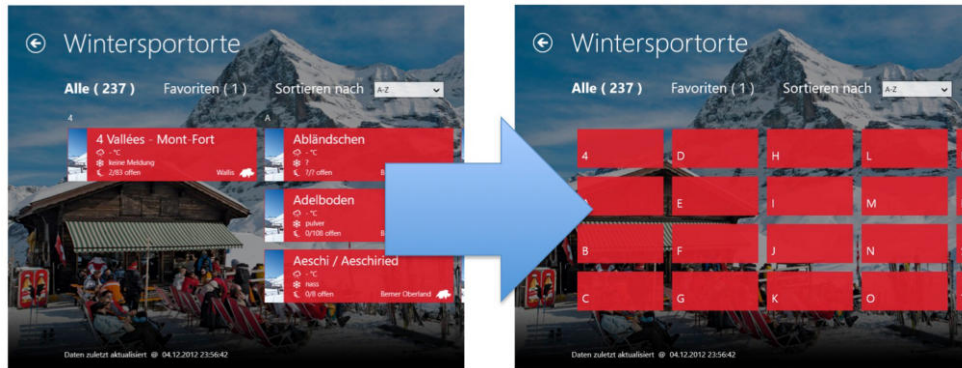 Wintersportorte
Alle ( 237 ) Favoriten ( 1 ) Sortieren nach A-Z
4 A
4 Vallées - Mont-Fort
- °C
keine Meldung
2/83 offen Wallis
Abländschen
- °C
?
?/? offen B
Adelboden
- °C
pulver
0/108 offen B
Aeschi / Aeschiried
- °C
nass
0/8 offen Berner Oberland
Daten zuletzt aktualisiert @ 04.12.2012 23:56:42
Wintersportorte
Alle ( 237 ) Favoriten ( 1 ) Sortieren nach A-Z
4 D H L
E I M
B F J N
C G K O
Daten zuletzt aktualisiert @ 04.12.2012 23:56:42